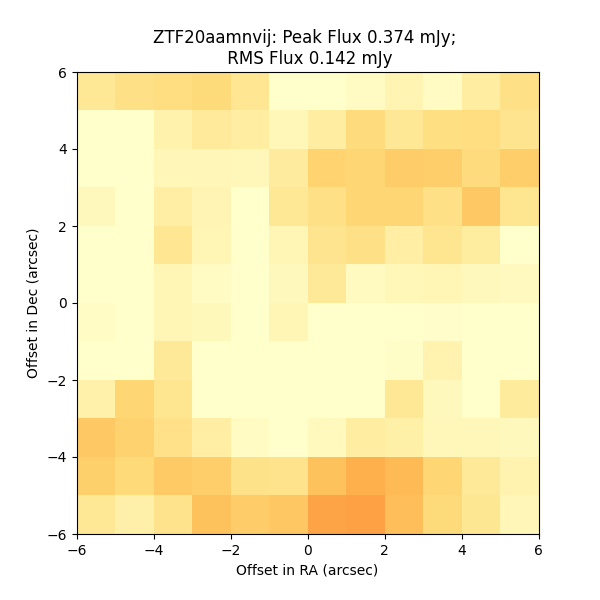 ZTF20aamnvij: Peak Flux 0.374 mJy;
RMS Flux 0.142 mJy
6
4
2
0
−2
−4
−6
Offset in Dec (arcsec)
−6 −4 −2 0 2 4 6
Offset in RA (arcsec)